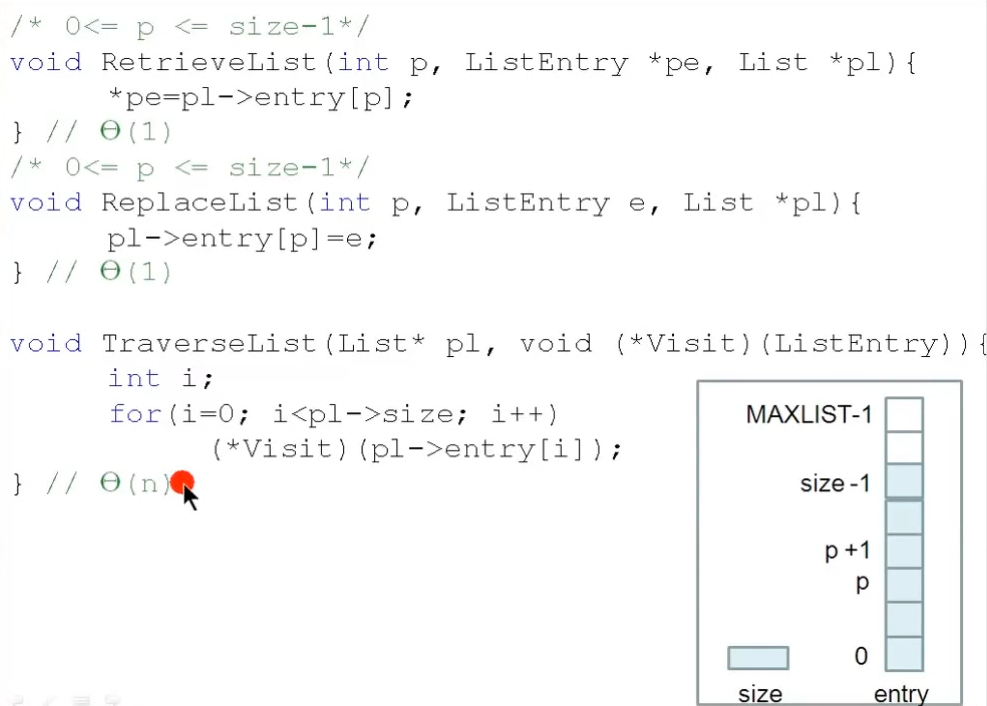 /* 0<= p <= size-1*/
void RetrieveList(int p, ListEntry *pe, List *pl){
*pe=pl->entry[p];
} // Θ(1)
/* 0<= p <= size-1*/
void ReplaceList(int p, ListEntry e, List *pl){
pl->entry[p]=e;
} // Θ(1)
void TraverseList(List* pl, void (*Visit)(ListEntry)){
int i;
for(i=0; i<pl->size; i++)
(*Visit)(pl->entry[i]);
} // Θ(n)
MAXLIST-1
size -1
p +1
p
0
size entry